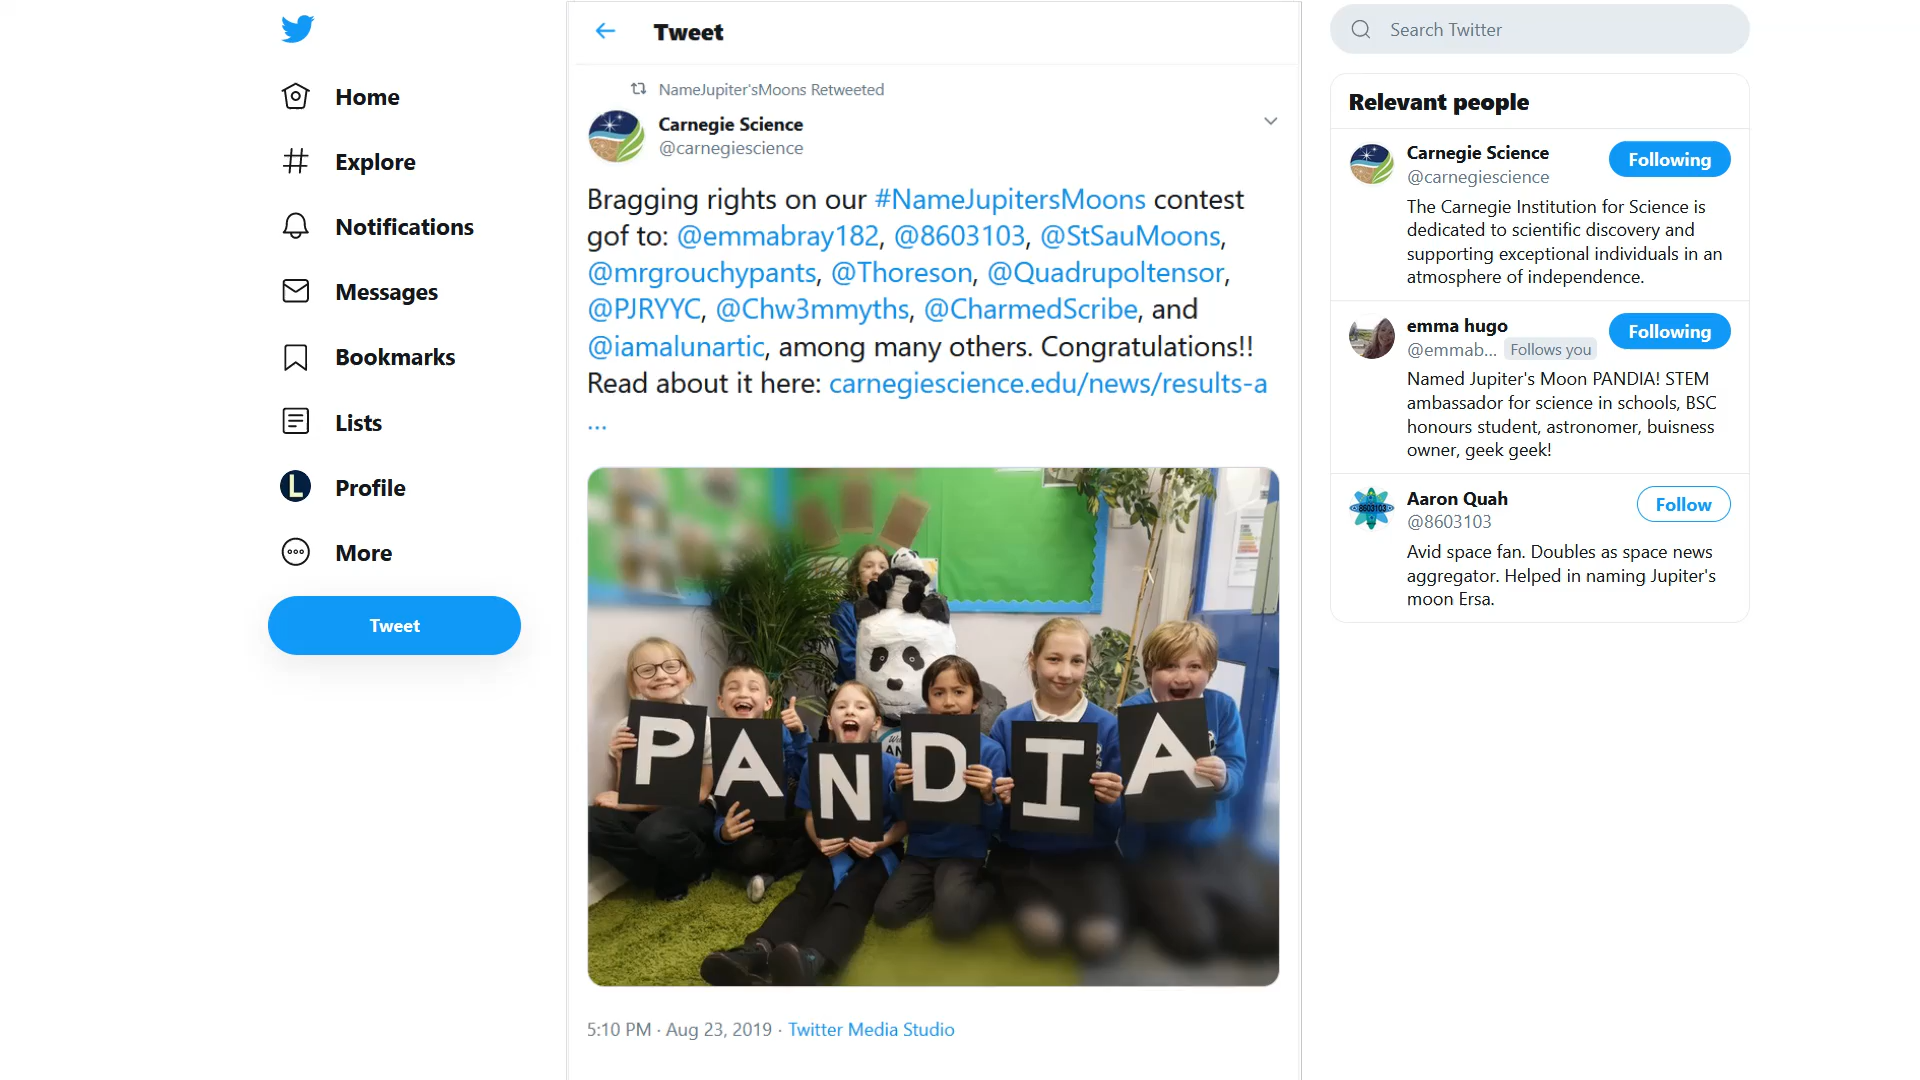 Home
Explore
Notifications
Messages
Bookmarks
Lists
Profile
More
Tweet
Tweet
NameJupiter'sMoons Retweeted
Carnegie Science
@carnegiescience
Bragging rights on our #NameJupitersMoons contest
gof to: @emmabray182, @8603103, @StSauMoons,
@mrgrouchypants, @Thoreson, @Quadrupoltensor,
@PJRYYC, @Chw3mmyths, @CharmedScribe, and
@iamalunartic, among many others. Congratulations!!
Read about it here: carnegiescience.edu/news/results-a
...
PANDIA
5:10 PM · Aug 23, 2019 · Twitter Media Studio
Search Twitter
Relevant people
Carnegie Science
@carnegiescience
Following
The Carnegie Institution for Science is
dedicated to scientific discovery and
supporting exceptional individuals in an
atmosphere of independence.
emma hugo
@emmab... Follows you
Following
Named Jupiter's Moon PANDIA! STEM
ambassador for science in schools, BSC
honours student, astronomer, buisness
owner, geek geek!
Aaron Quah
@8603103
Follow
Avid space fan. Doubles as space news
aggregator. Helped in naming Jupiter's
moon Ersa.